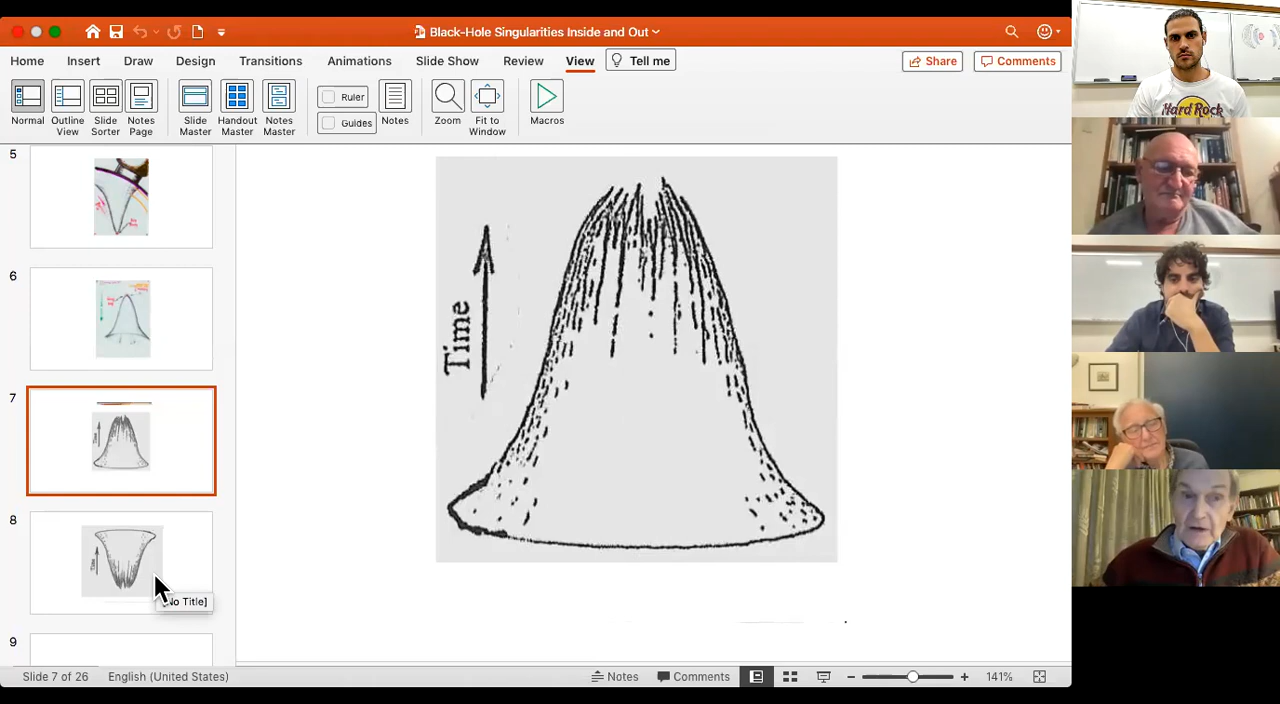 Black-Hole Singularities Inside and Out
Home Insert Draw Design Transitions Animations Slide Show Review View Tell me Share Comments
Normal Outline View Slide Sorter Notes Page Slide Master Handout Master Notes Master Ruler Guides Notes Zoom Fit to Window Macros
5
6
7
8
[No Title]
9
Time
Slide 7 of 26 English (United States) Notes Comments 141%
Hard Rock